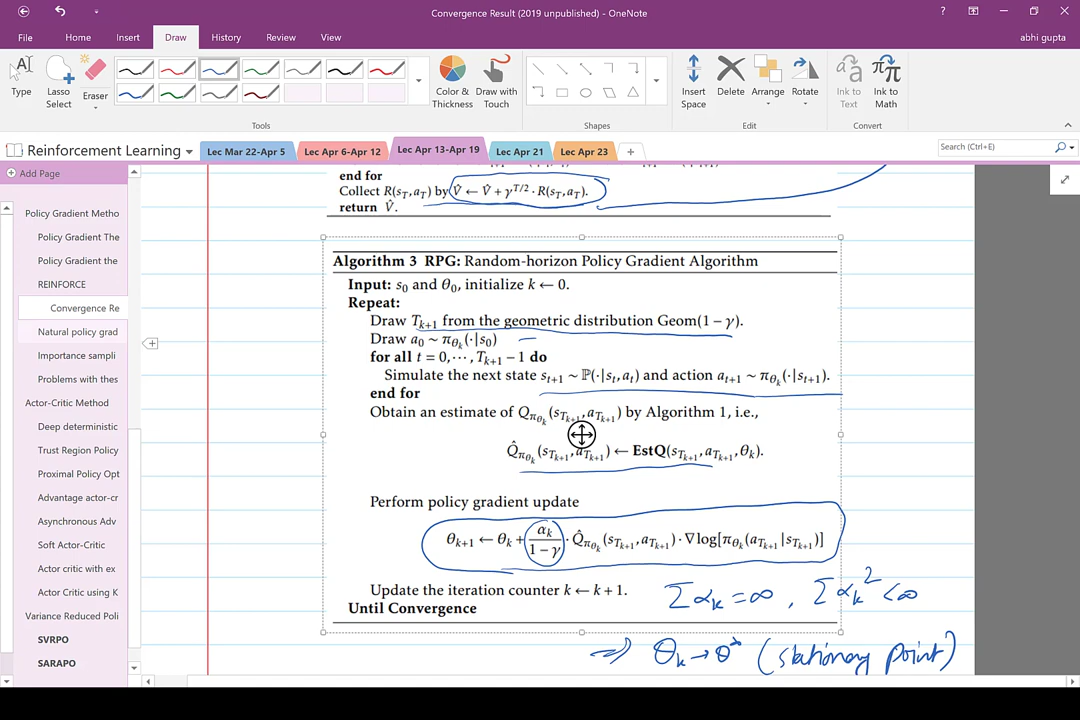 Convergence Result (2019 unpublished) - OneNote
File Home Insert Draw History Review View
abhi gupta
Type
Lasso Select
Eraser
Color & Thickness
Draw with Touch
Insert Space
Delete
Arrange
Rotate
Ink to Text
Ink to Math
Tools
Shapes
Edit
Convert
Reinforcement Learning
Lec Mar 22-Apr 5
Lec Apr 6-Apr 12
Lec Apr 13-Apr 19
Lec Apr 21
Lec Apr 23
Search (Ctrl+E)
Add Page
Policy Gradient Metho
Policy Gradient The
Policy Gradient the
REINFORCE
Convergence Re
Natural policy grad
Importance sampli
Problems with thes
Actor-Critic Method
Deep deterministic
Trust Region Policy
Proximal Policy Opt
Advantage actor-cr
Asynchronous Adv
Soft Actor-Critic
Actor critic with ex
Actor Critic using K
Variance Reduced Poli
SVRPO
SARAPO
end for
Collect R(s_T, a_T) by V̂ ← V̂ + γ^{T/2} · R(s_T, a_T).
return V̂.
Algorithm 3 RPG: Random-horizon Policy Gradient Algorithm
Input: s_0 and θ_0, initialize k ← 0.
Repeat:
Draw T_{k+1} from the geometric distribution Geom(1 − γ).
Draw a_0 ∼ π_{θ_k}(·|s_0)
for all t = 0, ⋯, T_{k+1} − 1 do
Simulate the next state s_{t+1} ∼ ℙ(·|s_t, a_t) and action a_{t+1} ∼ π_{θ_k}(·|s_{t+1}).
end for
Obtain an estimate of Q_{π_{θ_k}}(s_{T_{k+1}}, a_{T_{k+1}}) by Algorithm 1, i.e.,
Q̂_{π_{θ_k}}(s_{T_{k+1}}, a_{T_{k+1}}) ← EstQ(s_{T_{k+1}}, a_{T_{k+1}}, θ_k).
Perform policy gradient update
θ_{k+1} ← θ_k + α_k/(1 − γ) · Q̂_{π_{θ_k}}(s_{T_{k+1}}, a_{T_{k+1}}) · ∇ log[π_{θ_k}(a_{T_{k+1}} | s_{T_{k+1}})]
Update the iteration counter k ← k + 1.
Σ α_k = ∞ , Σ α_k² < ∞
Until Convergence
⇒ θ_k → θ* (stationary point)